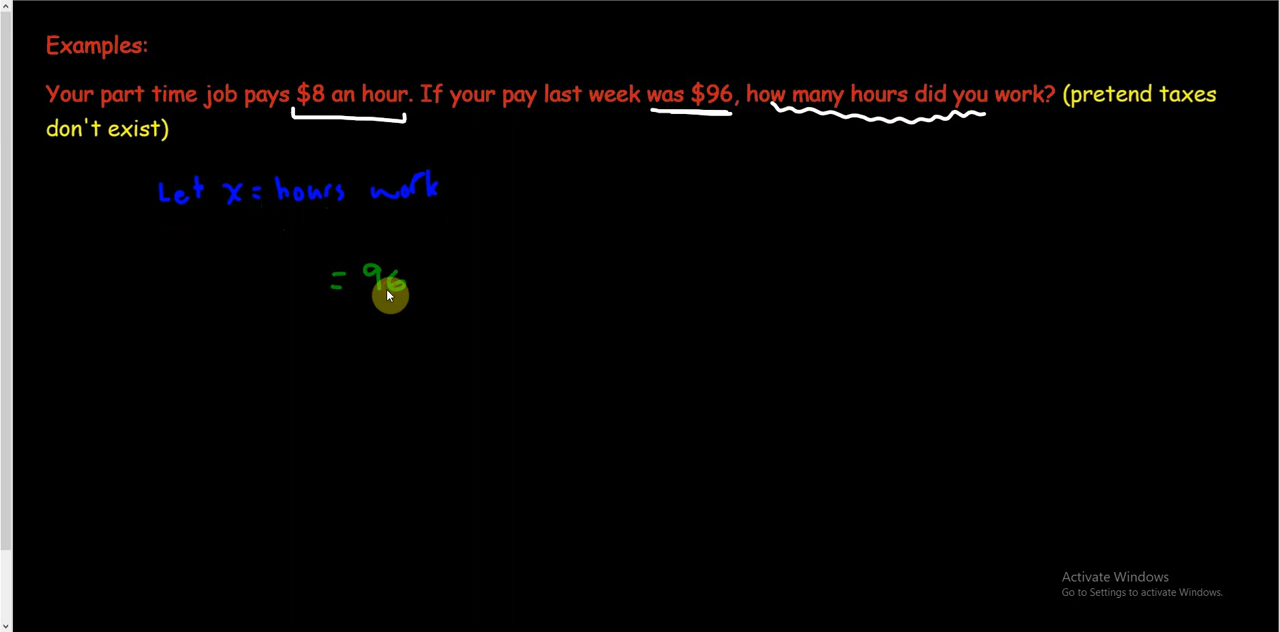 Examples:
Your part time job pays $8 an hour. If your pay last week was $96, how many hours did you work? (pretend taxes
don't exist)
Let x = hours work
= 96
Activate Windows
Go to Settings to activate Windows.